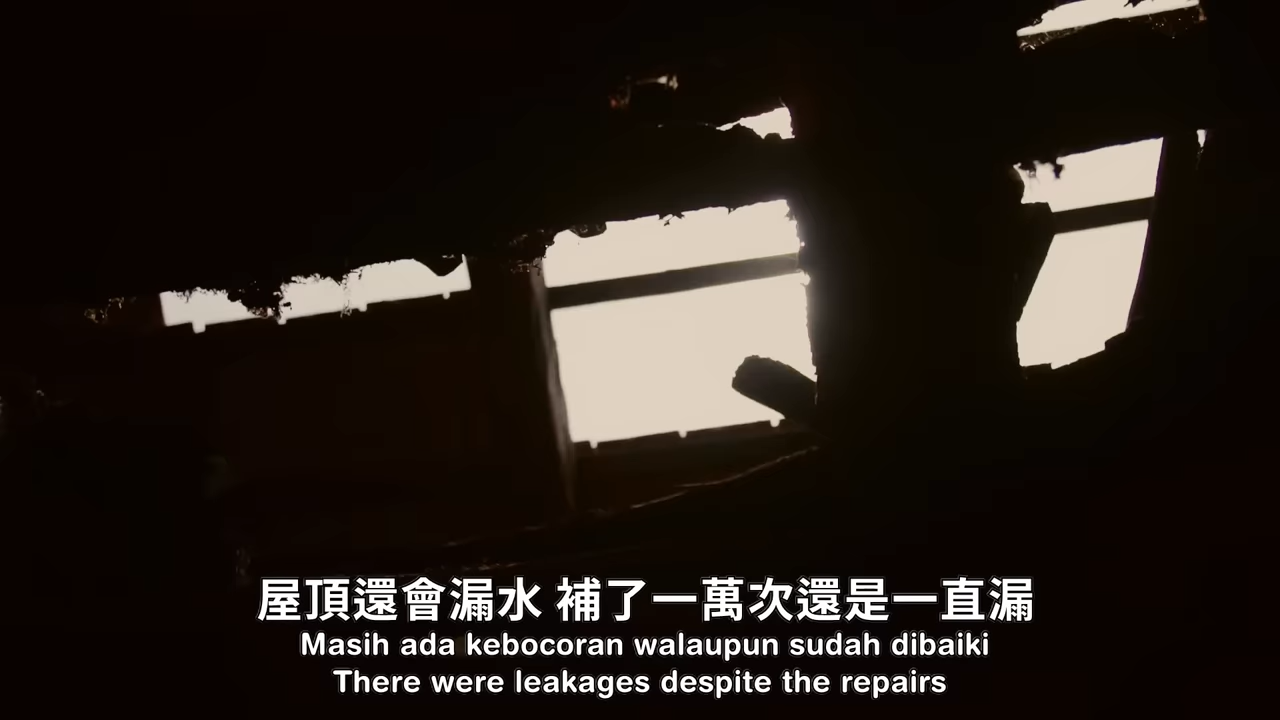 屋頂還會漏水 補了一萬次還是一直漏
Masih ada kebocoran walaupun sudah dibaiki
There were leakages despite the repairs